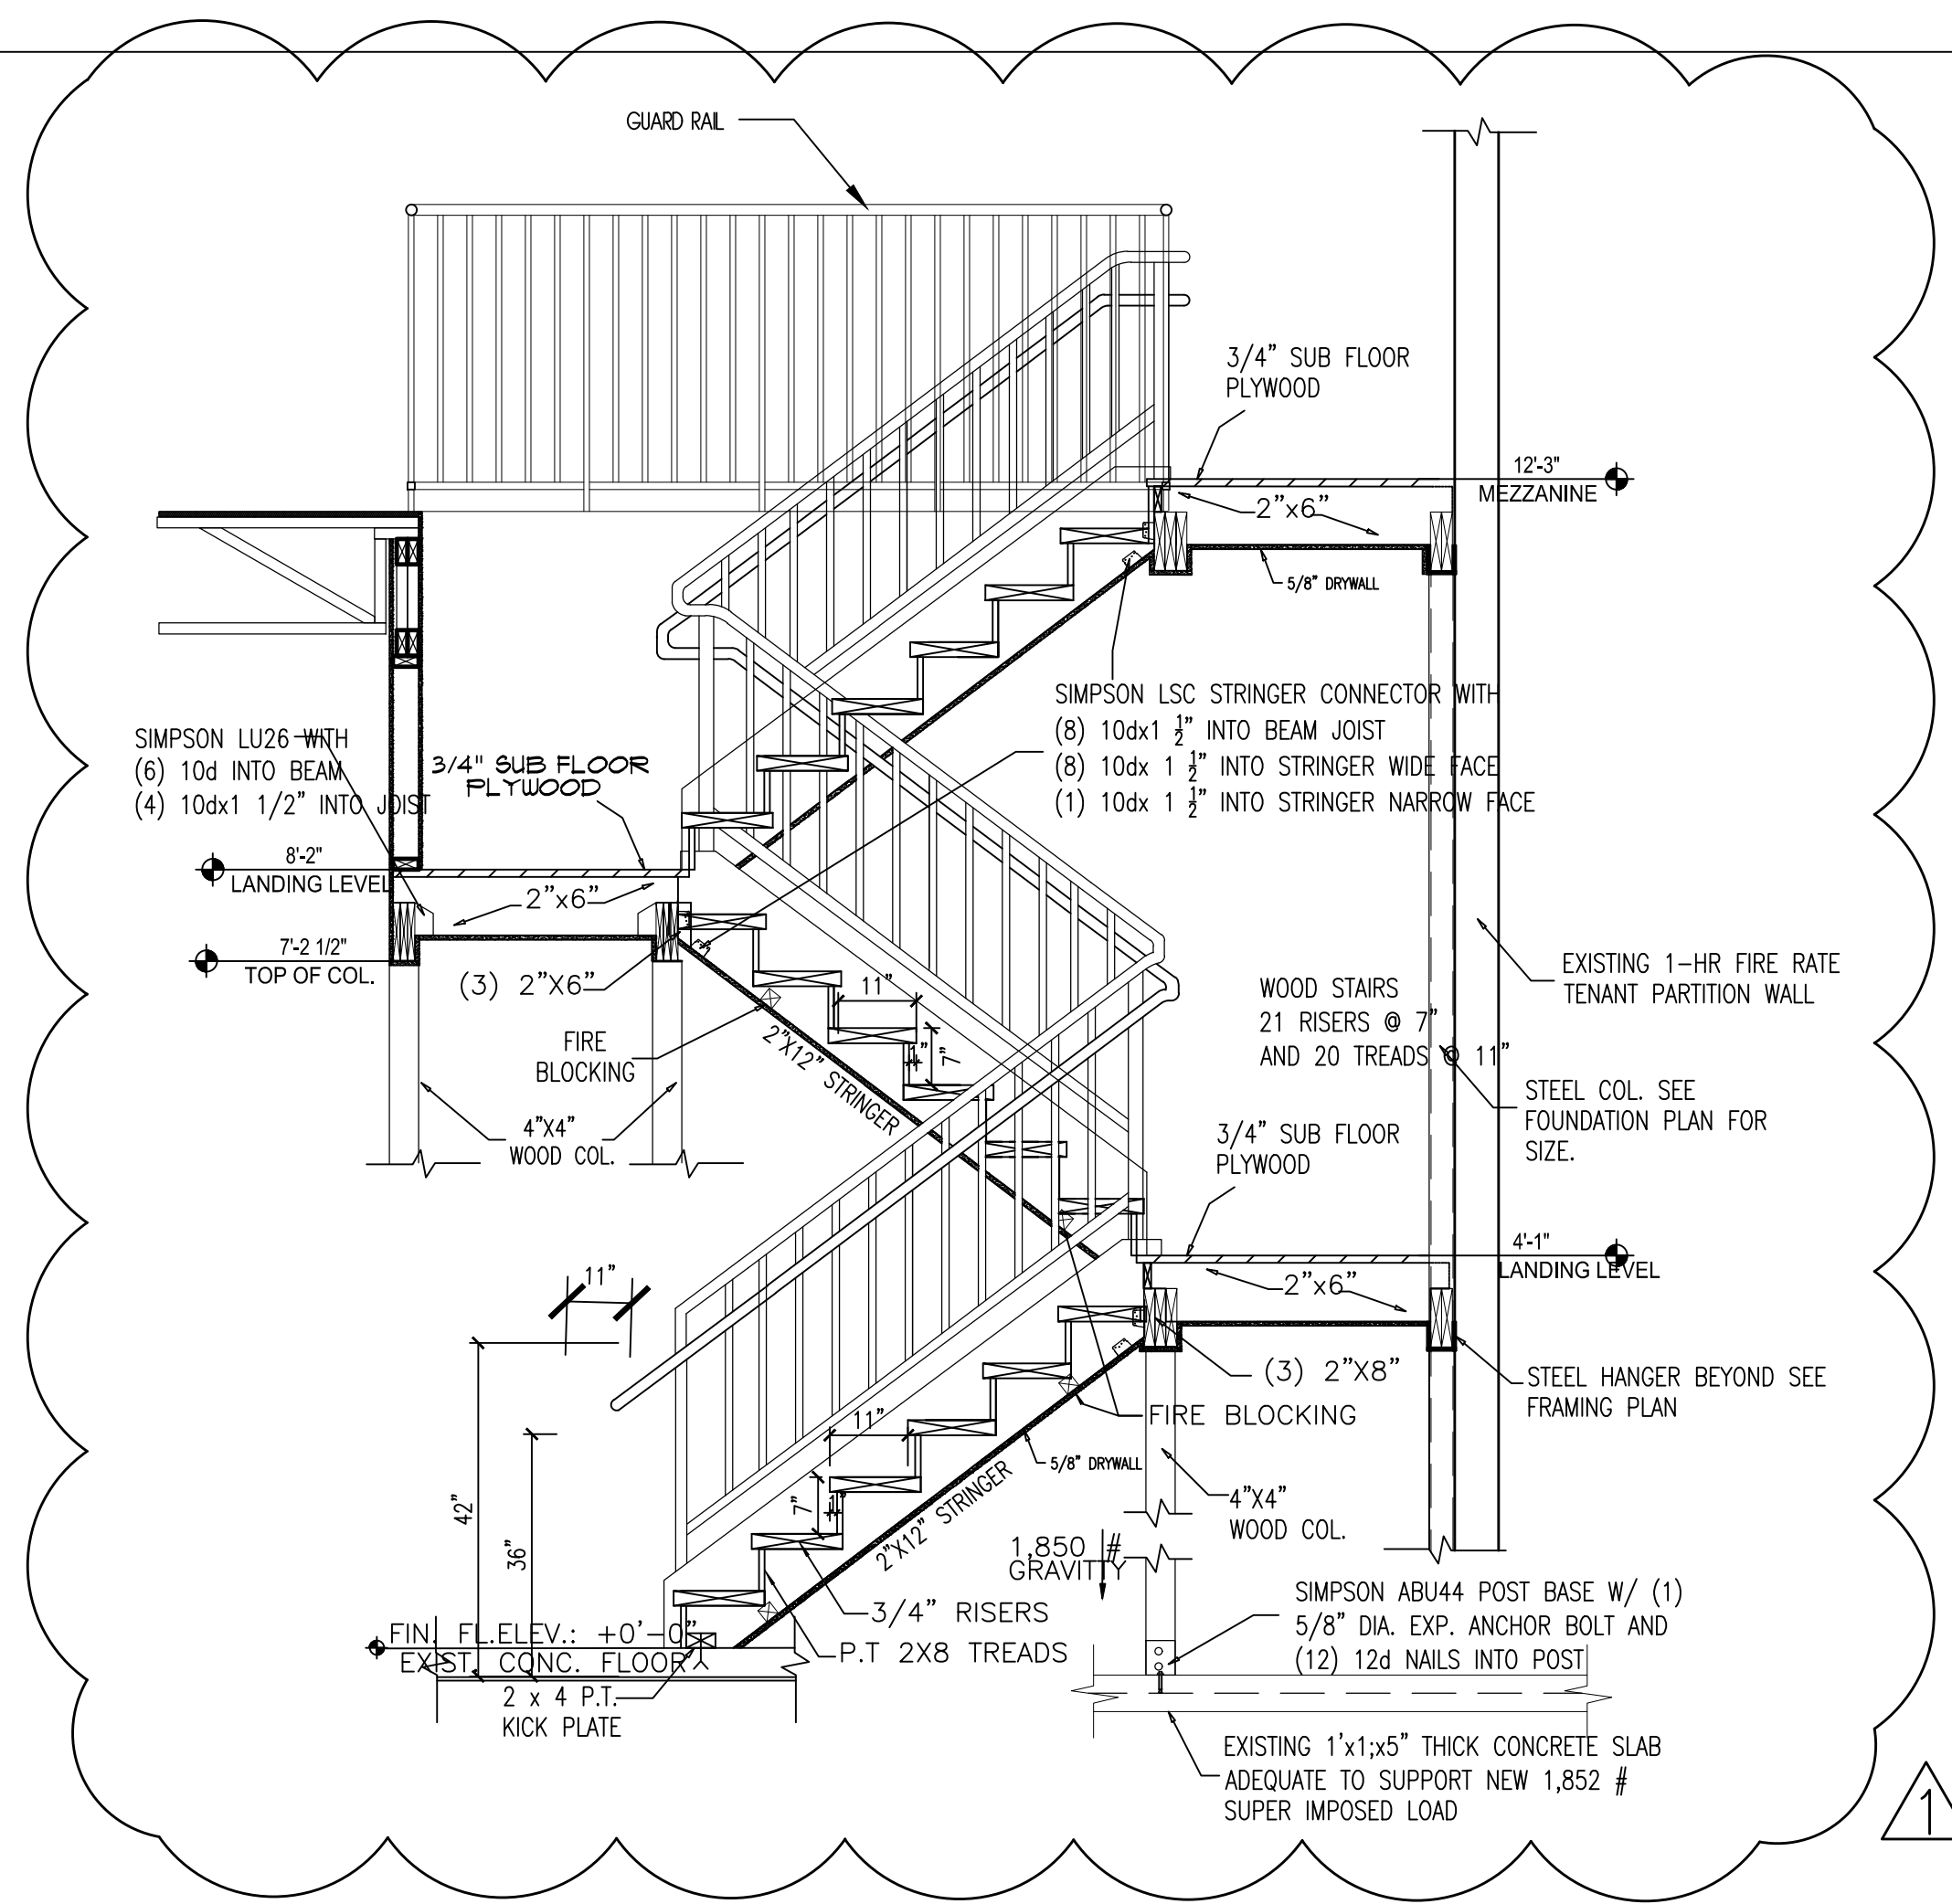 GUARD RAIL
3/4" SUB FLOOR
PLYWOOD
12'-3"
MEZZANINE
2"x6"
5/8" DRYWALL
SIMPSON LSC STRINGER CONNECTOR WITH
(8) 10dx1 1/2" INTO BEAM JOIST
(8) 10dx 1 1/2" INTO STRINGER WIDE FACE
(1) 10dx 1 1/2" INTO STRINGER NARROW FACE
SIMPSON LU26 WITH
(6) 10d INTO BEAM
(4) 10dx1 1/2" INTO JOIST
3/4" SUB FLOOR
PLYWOOD
8'-2"
LANDING LEVEL
2"x6"
7'-2 1/2"
TOP OF COL.
(3) 2"X6"
FIRE
BLOCKING
2"X12" STRINGER
11"
1"
7"
4"X4"
WOOD COL.
WOOD STAIRS
21 RISERS @ 7"
AND 20 TREADS @ 11"
EXISTING 1-HR FIRE RATE
TENANT PARTITION WALL
STEEL COL. SEE
FOUNDATION PLAN FOR
SIZE.
3/4" SUB FLOOR
PLYWOOD
4'-1"
LANDING LEVEL
2"x6"
11"
(3) 2"X8"
STEEL HANGER BEYOND SEE
FRAMING PLAN
FIRE BLOCKING
11"
5/8" DRYWALL
2"X12" STRINGER
7"
1"
42"
36"
4"X4"
WOOD COL.
1,850 #
GRAVITY
3/4" RISERS
P.T 2X8 TREADS
SIMPSON ABU44 POST BASE W/ (1)
5/8" DIA. EXP. ANCHOR BOLT AND
(12) 12d NAILS INTO POST
FIN. FL.ELEV.: +0'-0"
EXIST. CONC. FLOOR
2 x 4 P.T.
KICK PLATE
EXISTING 1'x1;x5" THICK CONCRETE SLAB
ADEQUATE TO SUPPORT NEW 1,852 #
SUPER IMPOSED LOAD
1